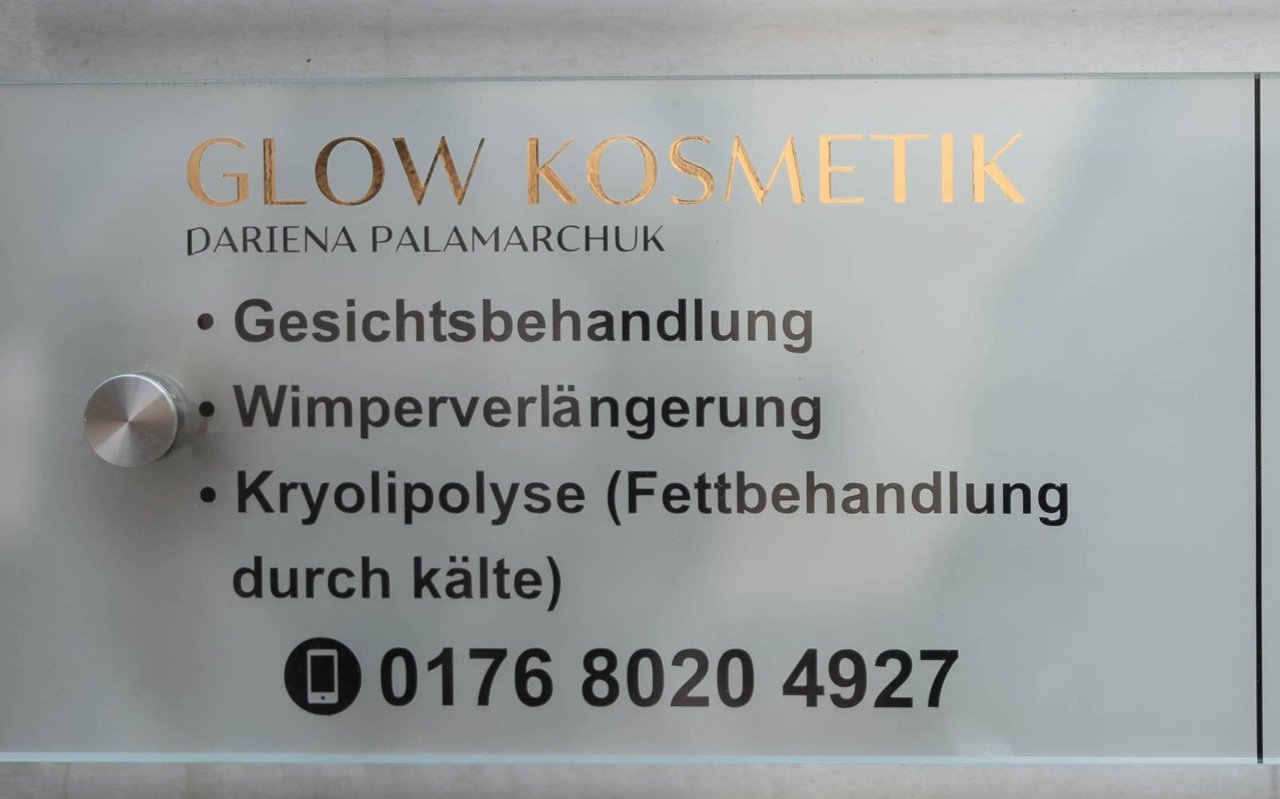 GLOW KOSMETIK
DARIENA PALAMARCHUK
• Gesichtsbehandlung
• Wimperverlängerung
• Kryolipolyse (Fettbehandlung
durch kälte)
0176 8020 4927